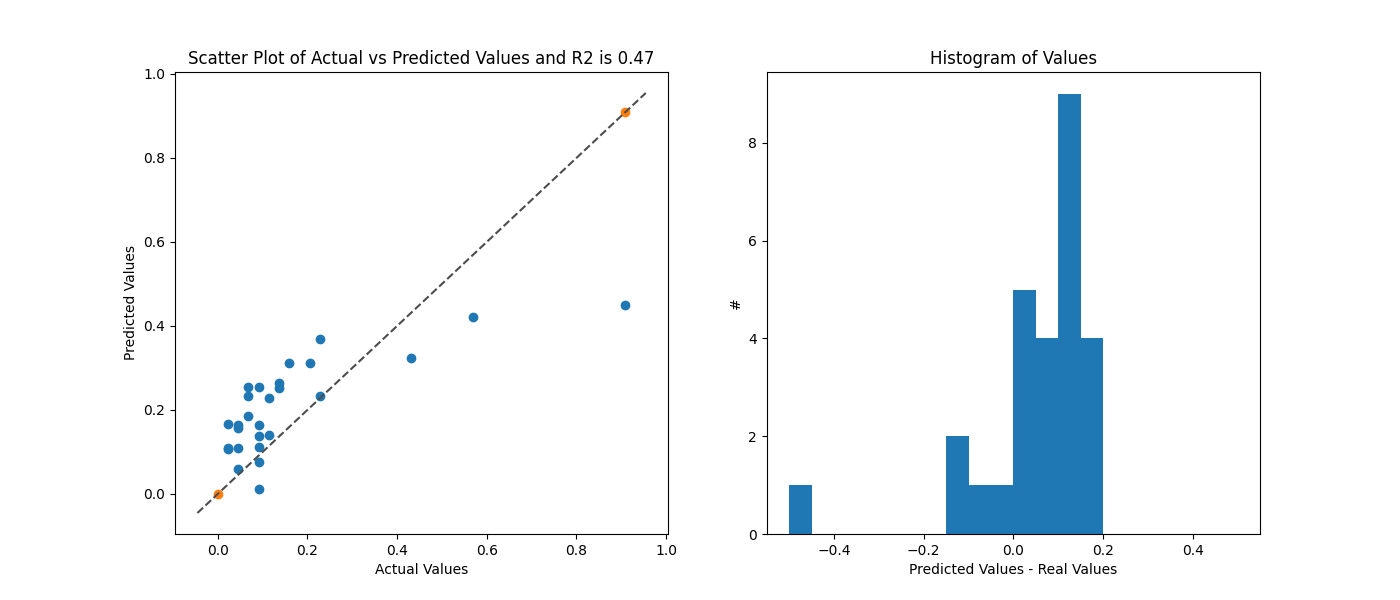 Scatter Plot of Actual vs Predicted Values and R2 is 0.47
1.0
0.8
0.6
0.4
0.2
0.0
Predicted Values
0.0 0.2 0.4 0.6 0.8 1.0
Actual Values
Histogram of Values
8
6
4
2
0
#
−0.4 −0.2 0.0 0.2 0.4
Predicted Values - Real Values